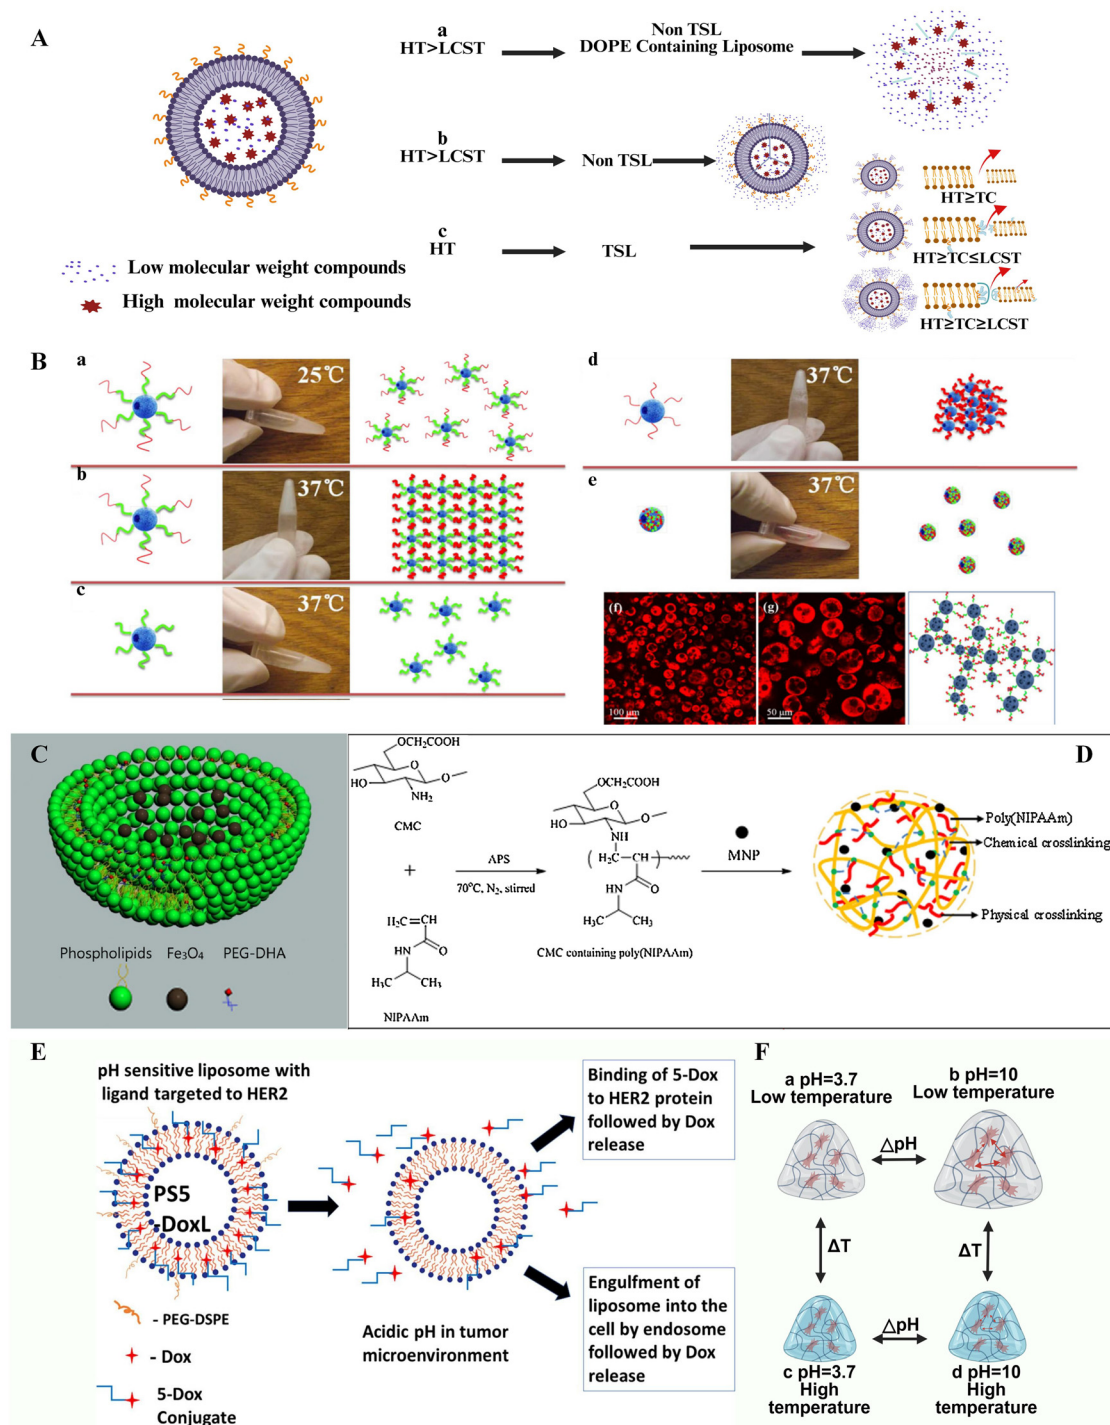 A
a
HT>LCST
Non TSL
DOPE Containing Liposome
b
HT>LCST
Non TSL
c
HT
TSL
HT≥TC
HT≥TC≤LCST
HT≥TC≥LCST
Low molecular weight compounds
High molecular weight compounds
B
a
25℃
b
37℃
c
37℃
d
37℃
e
37℃
(f)
100 μm
(g)
50 μm
C
Phospholipids Fe₃O₄ PEG-DHA
D
OCH₂COOH
O
HO
O
NH₂
CMC
+
H₂C=CH
O
HN
H₃C CH₃
NIPAAm
APS
70°C, N₂, stirred
OCH₂COOH
O
HO
O
NH
H₂C CH
O
HN
H₃C CH₃
CMC containing poly(NIPAAm)
MNP
Poly(NIPAAm)
Chemical crosslinking
Physical crosslinking
E
pH sensitive liposome with
ligand targeted to HER2
PS5
-DoxL
- PEG-DSPE
- Dox
5-Dox
Conjugate
Acidic pH in tumor
microenvironment
Binding of 5-Dox
to HER2 protein
followed by Dox
release
Engulfment of
liposome into the
cell by endosome
followed by Dox
release
F
a pH=3.7
Low temperature
b pH=10
Low temperature
△pH
ΔT
ΔT
△pH
c pH=3.7
High
temperature
d pH=10
High
temperature